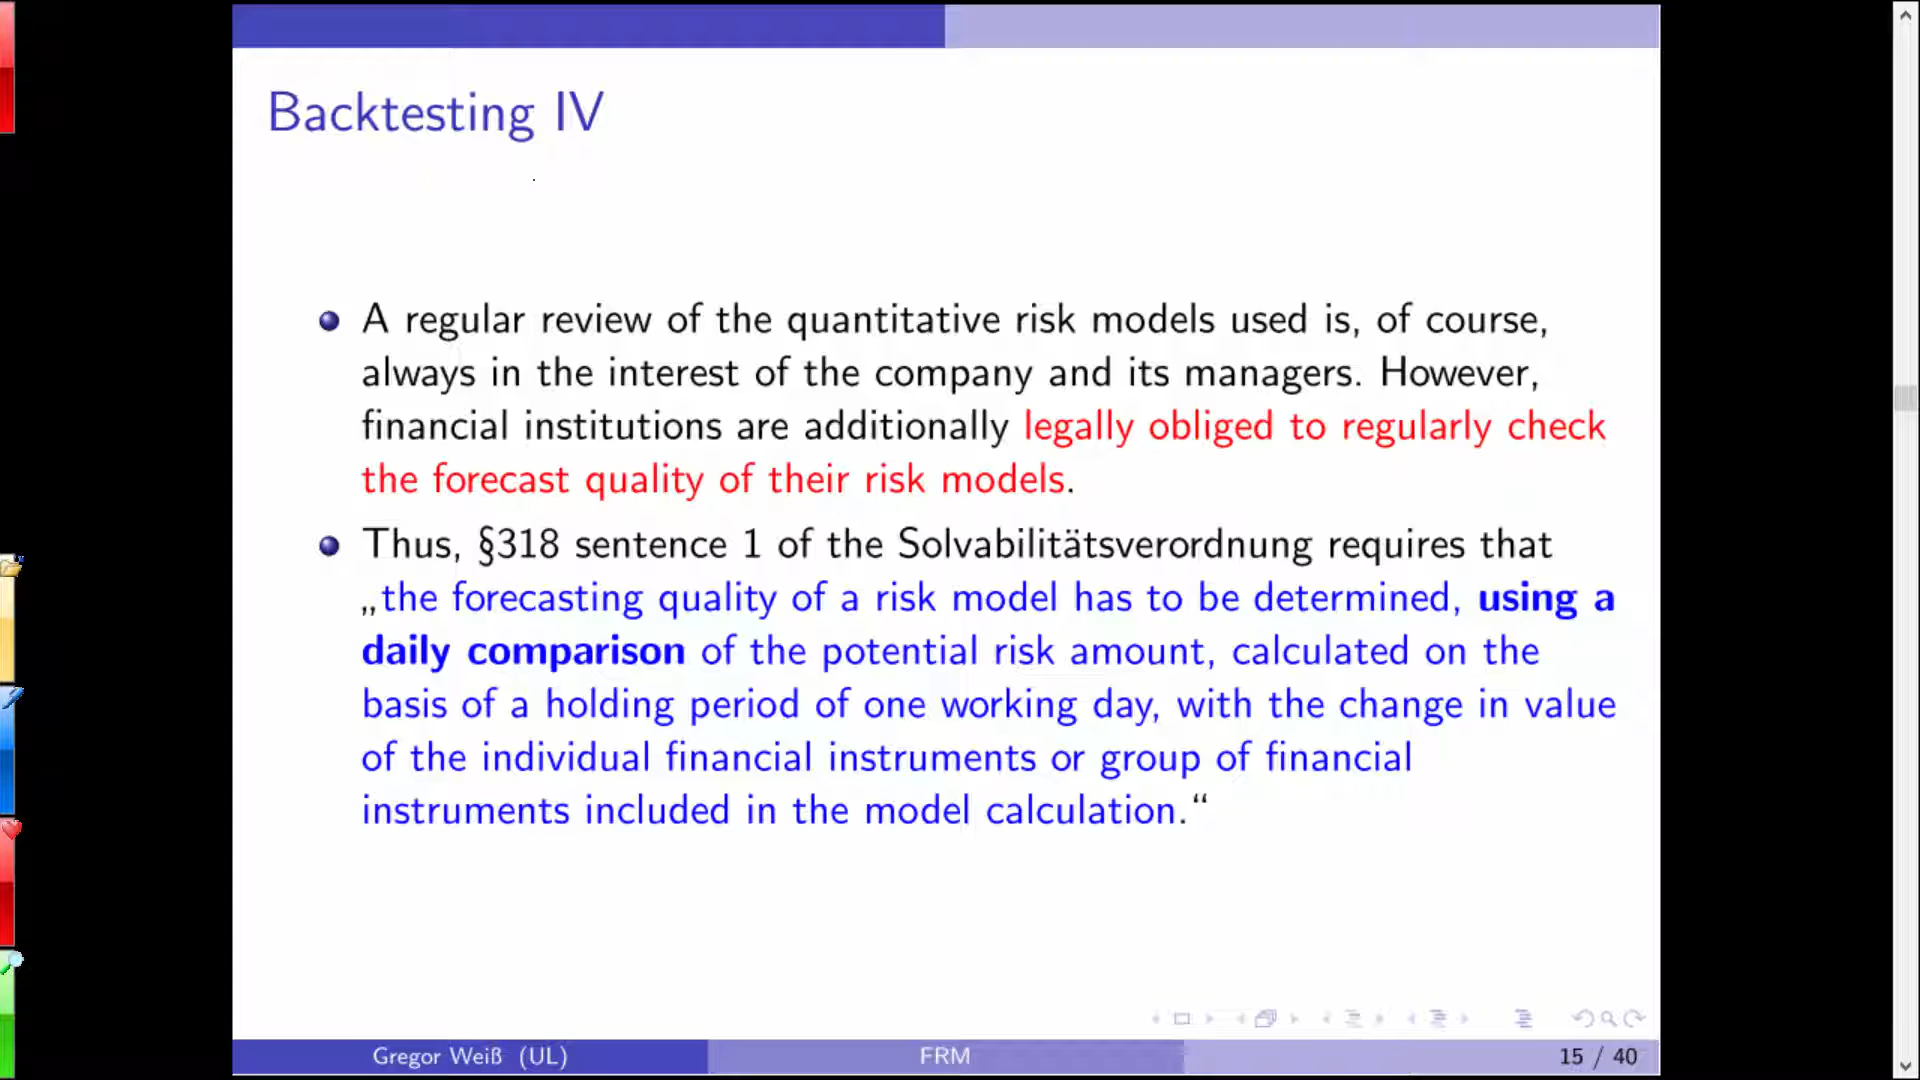 Backtesting IV
A regular review of the quantitative risk models used is, of course,
always in the interest of the company and its managers. However,
financial institutions are additionally legally obliged to regularly check
the forecast quality of their risk models.
Thus, §318 sentence 1 of the Solvabilitätsverordnung requires that
„the forecasting quality of a risk model has to be determined, using a
daily comparison of the potential risk amount, calculated on the
basis of a holding period of one working day, with the change in value
of the individual financial instruments or group of financial
instruments included in the model calculation.“
Gregor Weiß (UL) FRM 15 / 40